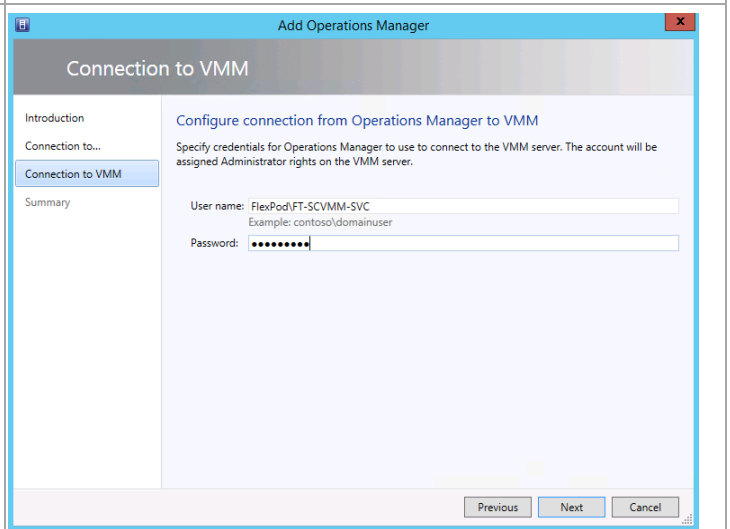 Add Operations Manager
x
Connection to VMM
Introduction
Connection to...
Connection to VMM
Summary
Configure connection from Operations Manager to VMM
Specify credentials for Operations Manager to use to connect to the VMM server. The account will be
assigned Administrator rights on the VMM server.
User name: FlexPod\FT-SCVMM-SVC
Example: contoso\domainuser
Password: ●●●●●●●●●
Previous Next Cancel